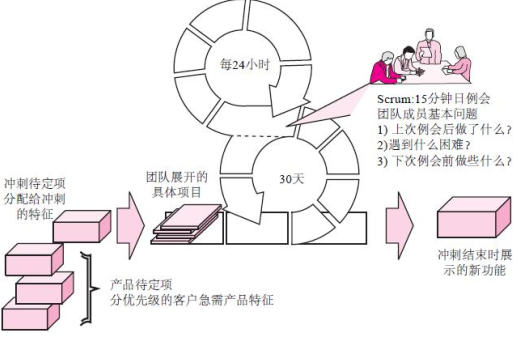 每24小时
Scrum:15分钟日例会
团队成员基本问题
1) 上次例会后做了什么?
2)遇到什么困难?
3) 下次例会前做些什么?
30天
团队展开的
具体项目
冲刺待定项
分配给冲刺
的特征
产品待定项
分优先级的客户急需产品特征
冲刺结束时展
示的新功能